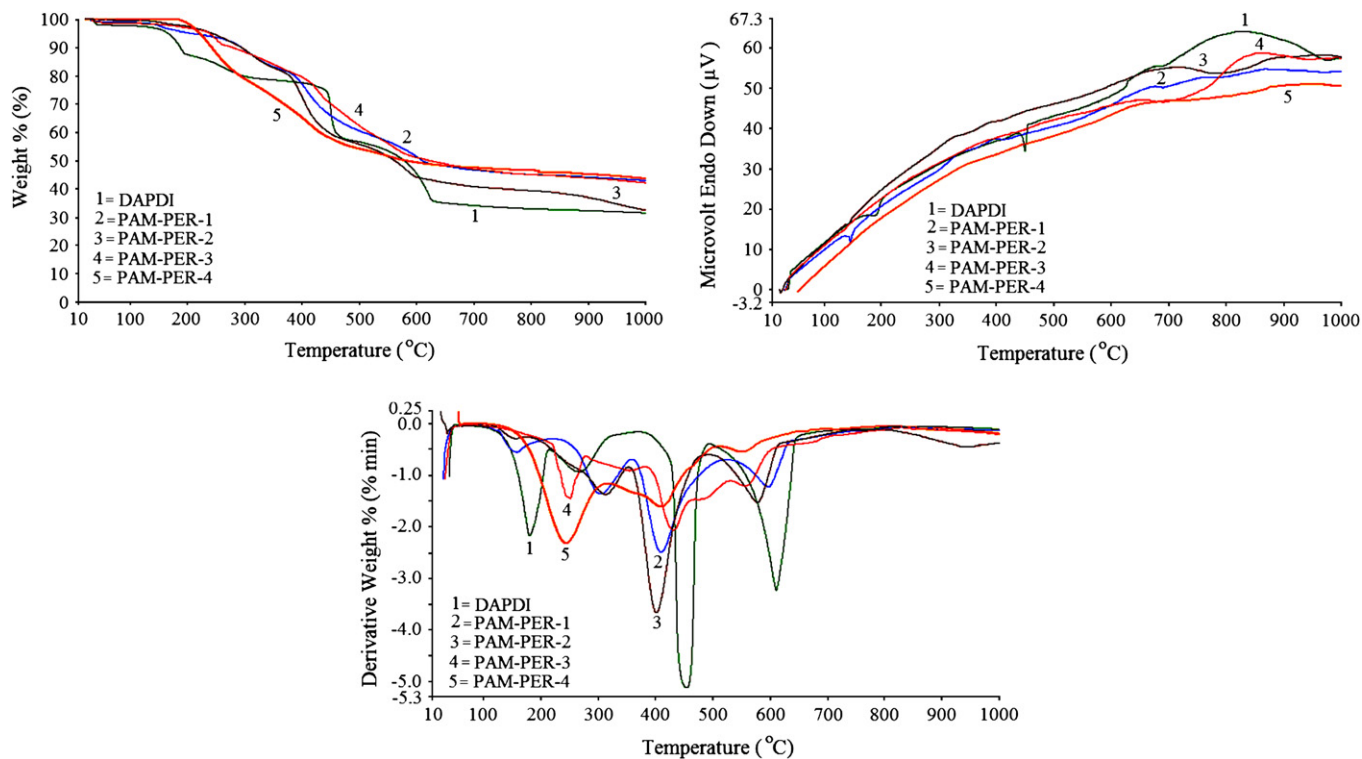 Weight % (%)
100
90
80
70
60
50
40
30
20
10
0
1
2
3
4
5
1= DAPDI
2= PAM-PER-1
3= PAM-PER-2
4= PAM-PER-3
5= PAM-PER-4
10 100 200 300 400 500 600 700 800 900 1000
Temperature (°C)
Microvolt Endo Down (µV)
67.3
60
50
40
30
20
10
0
-3.2
1
2
3
4
5
1= DAPDI
2= PAM-PER-1
3= PAM-PER-2
4= PAM-PER-3
5= PAM-PER-4
10 100 200 300 400 500 600 700 800 900 1000
Temperature (°C)
Derivative Weight % (% min)
0.25
0.0
-1.0
-2.0
-3.0
-4.0
-5.0
-5.3
1
2
3
4
5
1= DAPDI
2= PAM-PER-1
3= PAM-PER-2
4= PAM-PER-3
5= PAM-PER-4
10 100 200 300 400 500 600 700 800 900 1000
Temperature (°C)